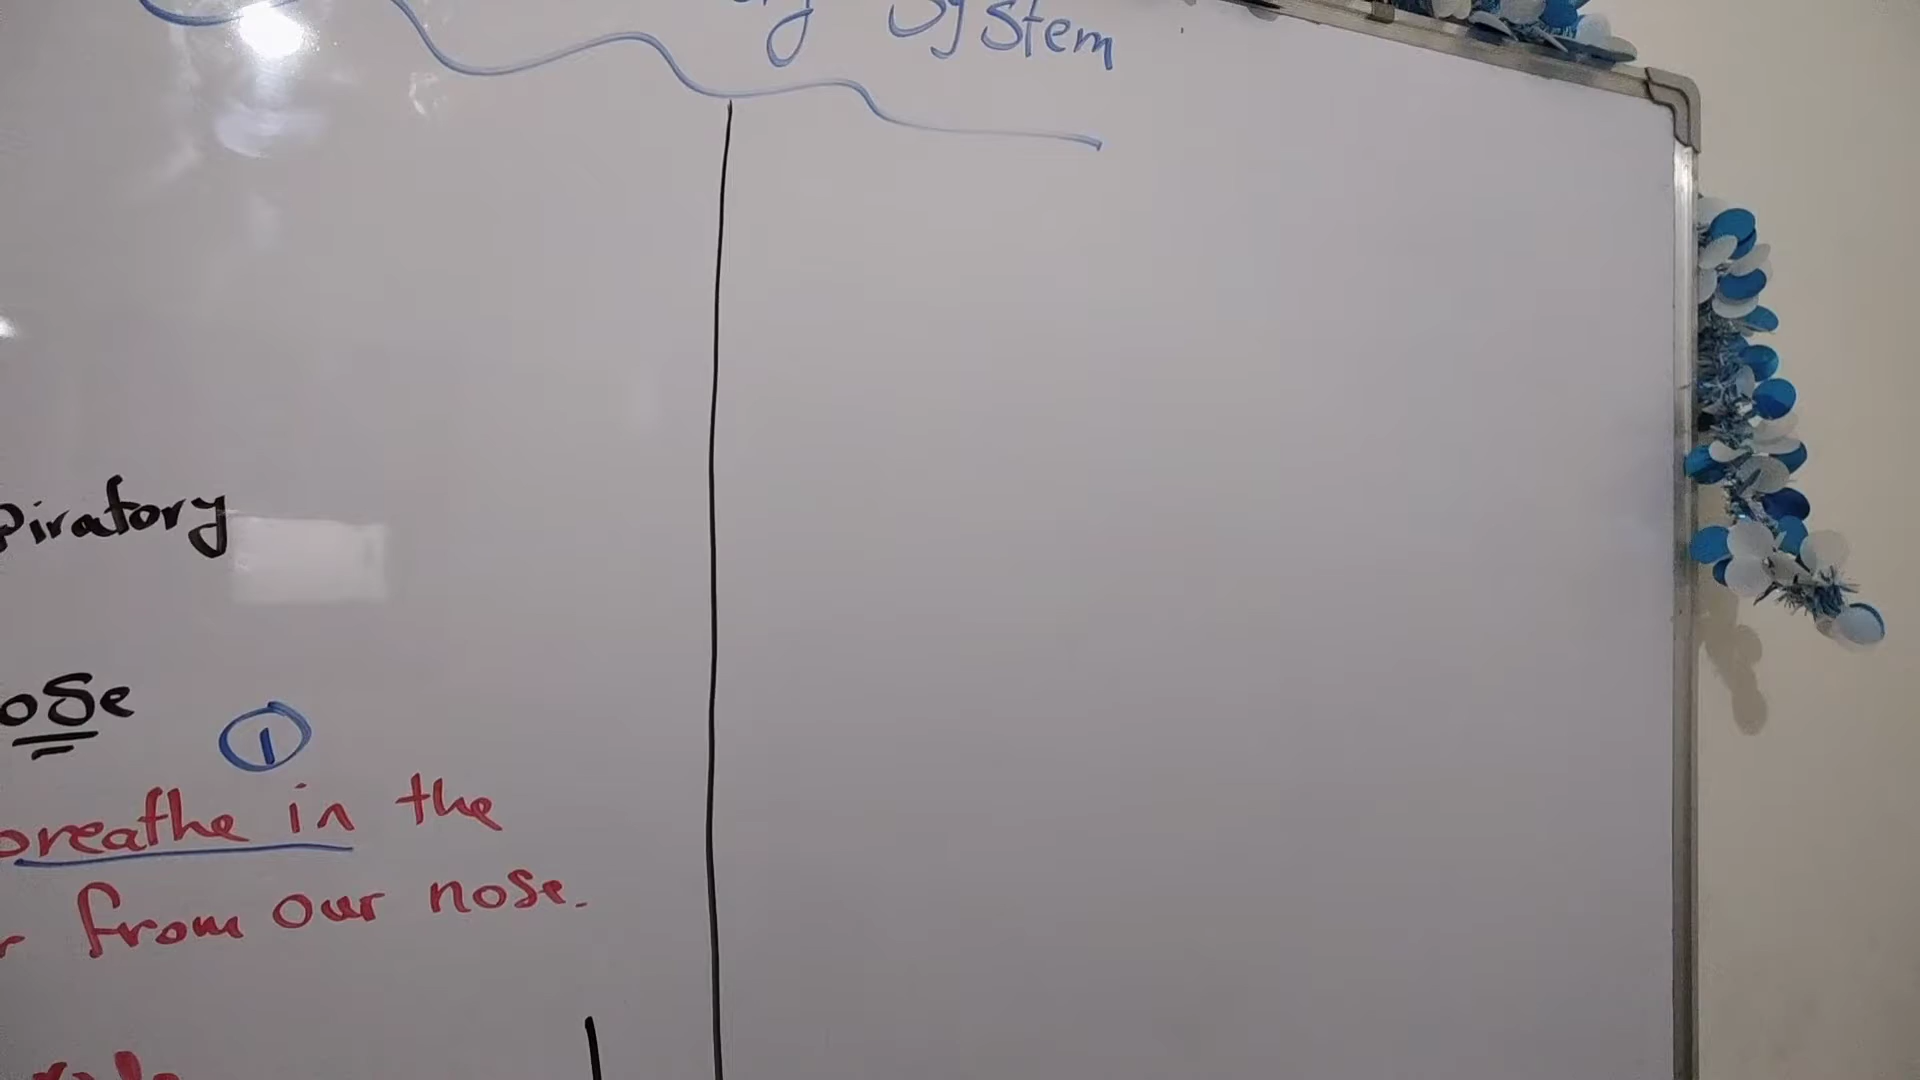 System
piratory
ose
1
breathe in the
r from our nose.